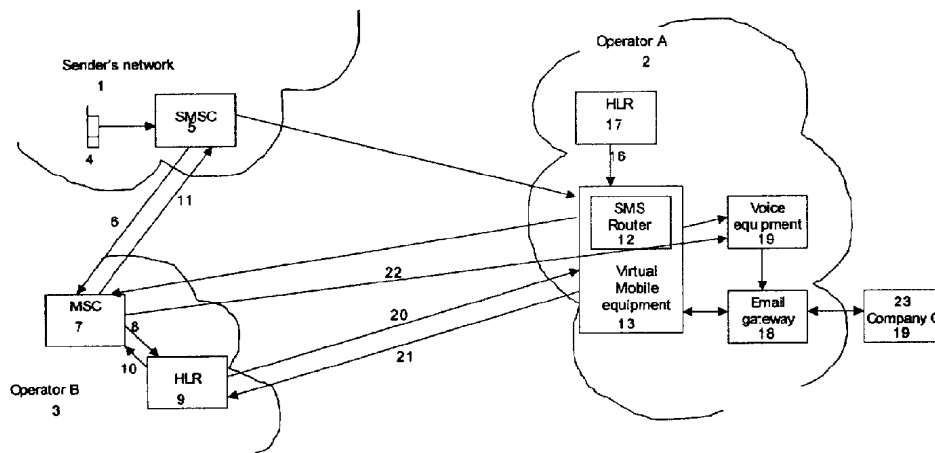 Operator A
2
Sender's network
1
SMSC
5
4
HLR
17
16
6
11
SMS
Router
12
Voice
equipment
19
Virtual
Mobile
equipment
13
22
MSC
7
8
10
20
21
HLR
9
Email
gateway
18
23
Company C
19
Operator B
3